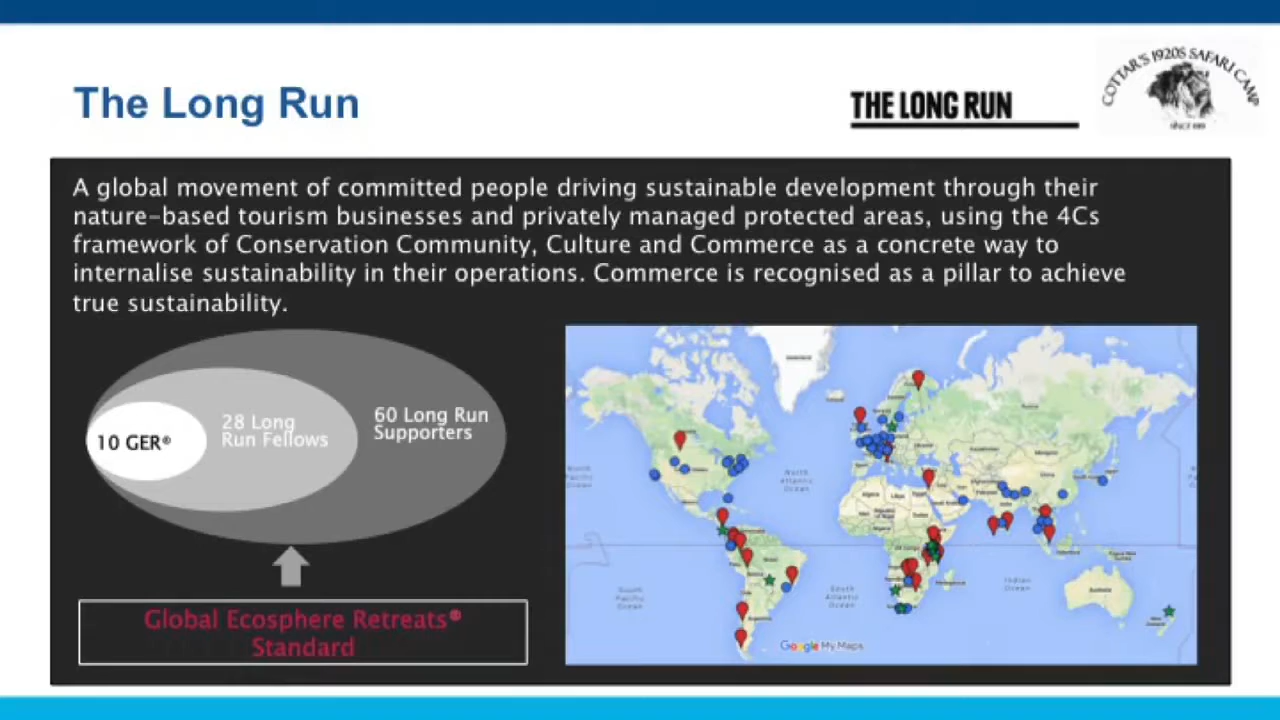 The Long Run
THE LONG RUN
COTTAR'S 1920S SAFARI CAMP
A global movement of committed people driving sustainable development through their
nature-based tourism businesses and privately managed protected areas, using the 4Cs
framework of Conservation Community, Culture and Commerce as a concrete way to
internalise sustainability in their operations. Commerce is recognised as a pillar to achieve
true sustainability.
10 GER®
28 Long
Run Fellows
60 Long Run
Supporters
Global Ecosphere Retreats®
Standard
North
Atlantic
Ocean
South
Pacific
Ocean
South
Atlantic
Ocean
Indian
Ocean
Australia
Google My Maps